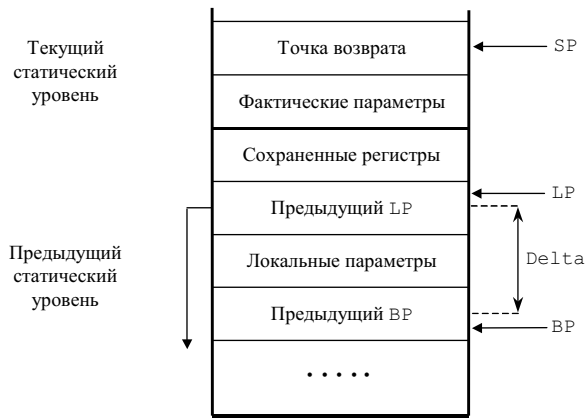 Текущий
статический
уровень
Точка возврата
SP
Фактические параметры
Сохраненные регистры
LP
Предыдущий LP
Предыдущий
статический
уровень
Локальные параметры
Delta
Предыдущий BP
BP
.....